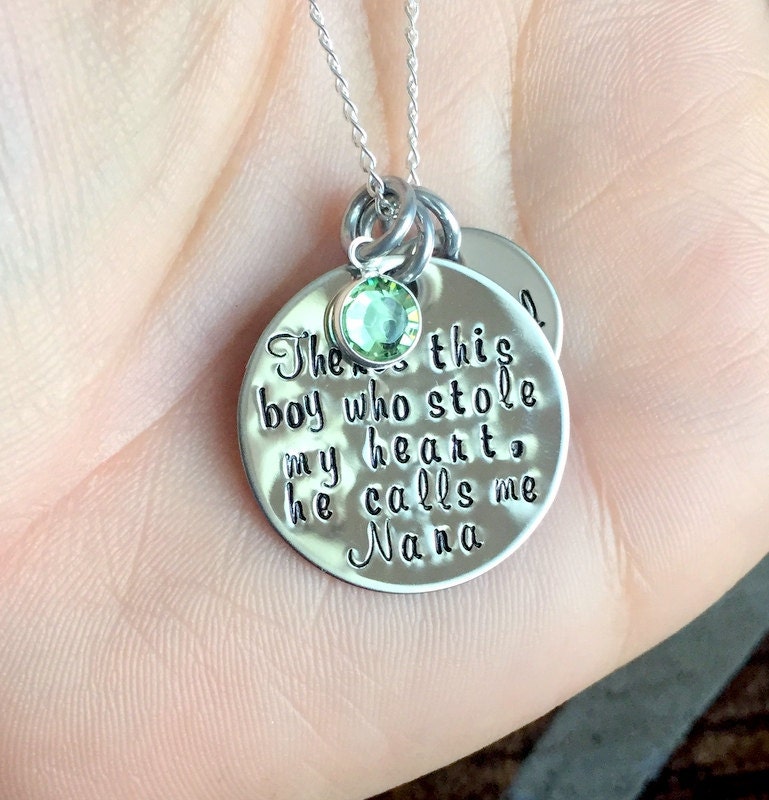 this
boy who stole
my heart,
he calls me
Nana